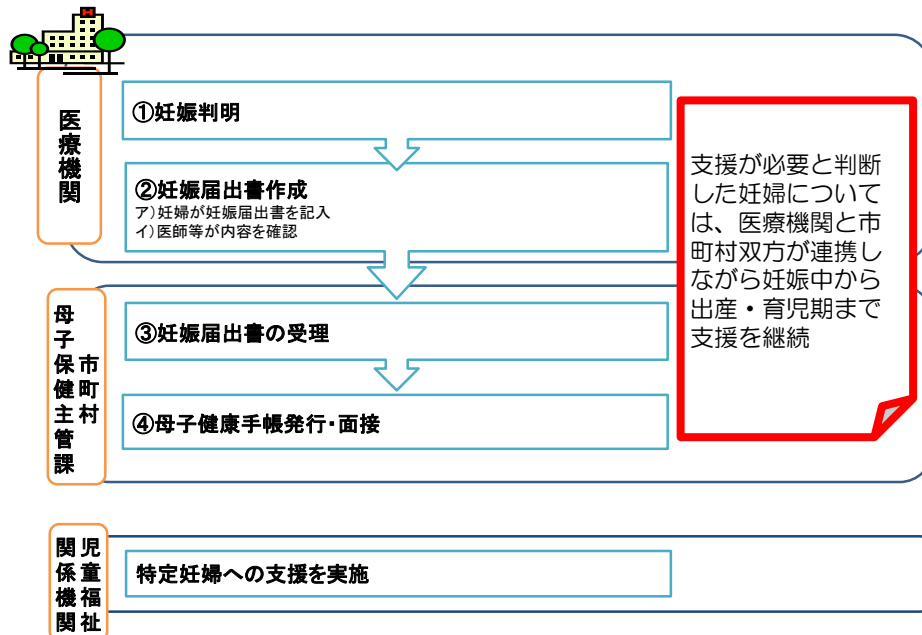 H
医療機関
①妊娠判明
②妊娠届出書作成
ア)妊婦が妊娠届出書を記入
イ)医師等が内容を確認
支援が必要と判断
した妊婦について
は、医療機関と市
町村双方が連携し
ながら妊娠中から
出産・育児期まで
支援を継続
市町村
母子保健主管課
③妊娠届出書の受理
④母子健康手帳発行・面接
児童福祉
関係機関
特定妊婦への支援を実施